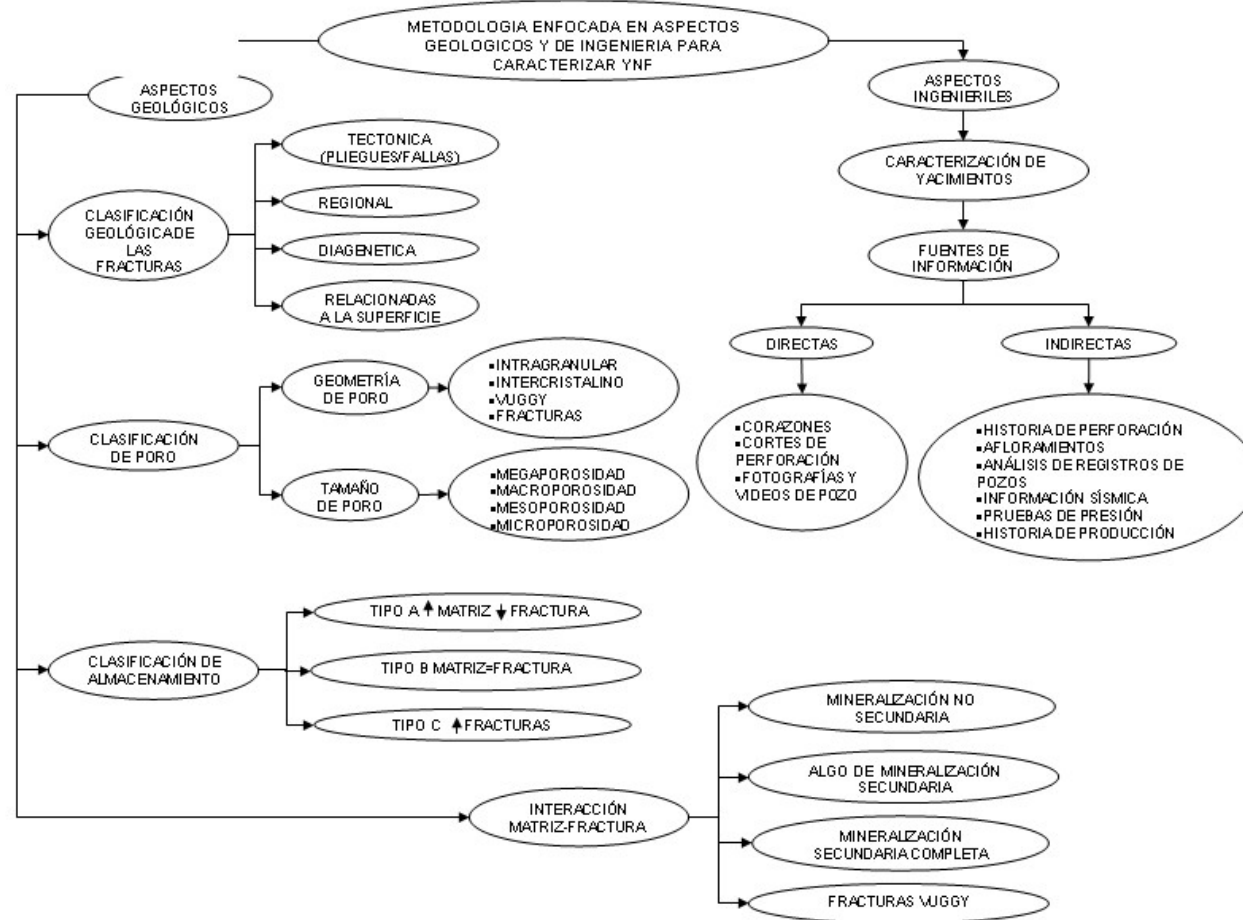 METODOLOGIA ENFOCADA EN ASPECTOS
GEOLOGICOS Y DE INGENIERIA PARA
CARACTERIZAR YNF
ASPECTOS
GEOLÓGICOS
CLASIFICACIÓN
GEOLÓGICA DE
LAS
FRACTURAS
TECTONICA
(PLIEGUES/FALLAS)
REGIONAL
DIAGENETICA
RELACIONADAS
A LA SUPERFICIE
CLASIFICACIÓN
DE PORO
GEOMETRÍA
DE PORO
▪INTRAGRANULAR
▪INTERCRISTALINO
▪VUGGY
▪FRACTURAS
TAMAÑO
DE PORO
▪MEGAPOROSIDAD
▪MACROPOROSIDAD
▪MESOPOROSIDAD
▪MICROPOROSIDAD
CLASIFICACIÓN DE
ALMACENAMIENTO
TIPO A ↑ MATRIZ ↓ FRACTURA
TIPO B MATRIZ=FRACTURA
TIPO C ↑ FRACTURAS
INTERACCIÓN
MATRIZ-FRACTURA
MINERALIZACIÓN NO
SECUNDARIA
ALGO DE MINERALIZACIÓN
SECUNDARIA
MINERALIZACIÓN
SECUNDARIA COMPLETA
FRACTURAS VUGGY
ASPECTOS
INGENIERILES
CARACTERIZACIÓN DE
YACIMIENTOS
FUENTES DE
INFORMACIÓN
DIRECTAS
▪CORAZONES
▪CORTES DE
PERFORACIÓN
▪FOTOGRAFÍAS Y
VIDEOS DE POZO
INDIRECTAS
▪HISTORIA DE PERFORACIÓN
▪AFLORAMIENTOS
▪ANÁLISIS DE REGISTROS DE
POZOS
▪INFORMACIÓN SÍSMICA
▪PRUEBAS DE PRESIÓN
▪HISTORIA DE PRODUCCIÓN